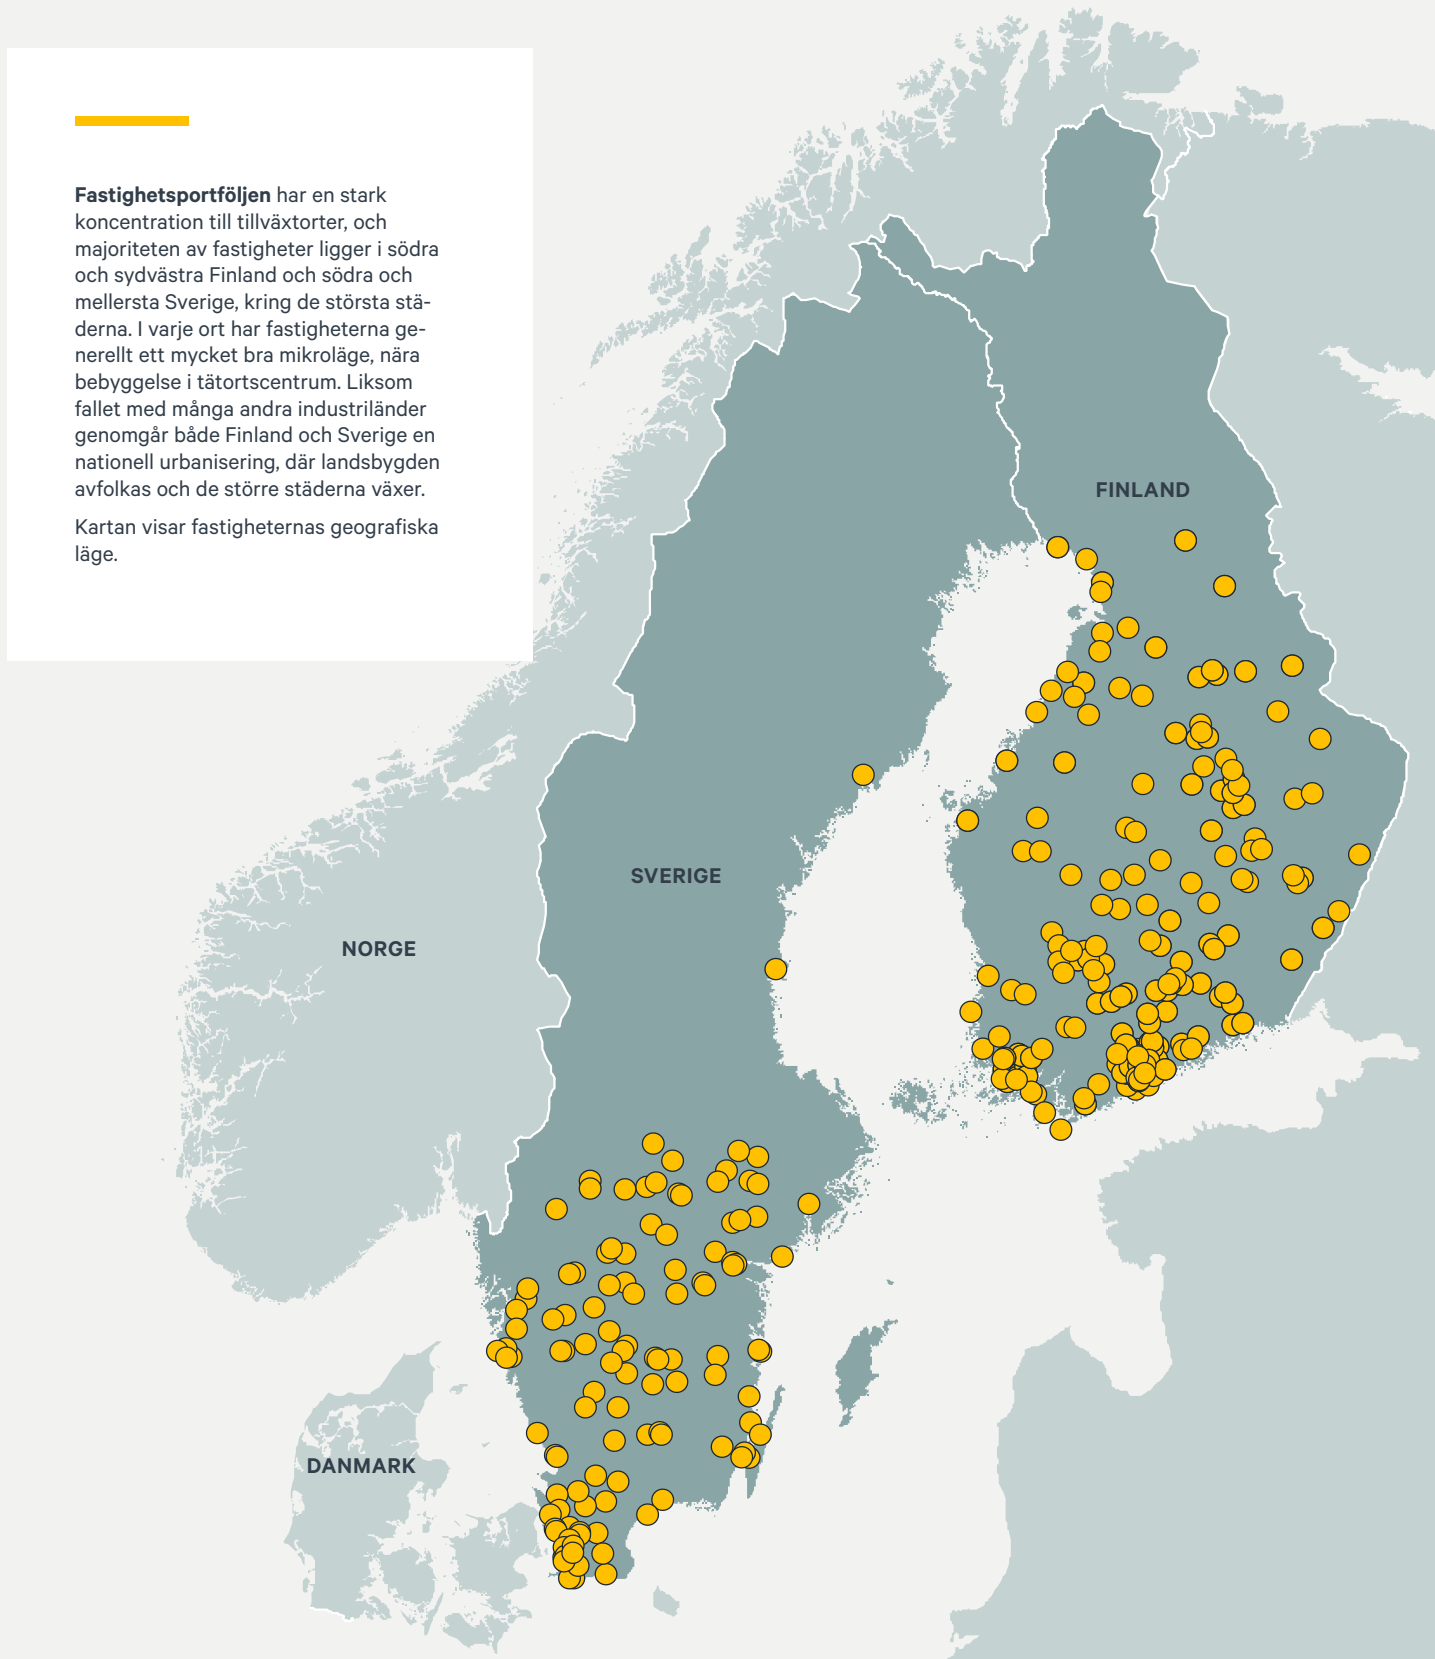 Fastighetsportföljen har en stark
koncentration till tillväxtorter, och
majoriteten av fastigheter ligger i södra
och sydvästra Finland och södra och
mellersta Sverige, kring de största stä-
derna. I varje ort har fastigheterna ge-
nerellt ett mycket bra mikroläge, nära
bebyggelse i tätortscentrum. Liksom
fallet med många andra industriländer
genomgår både Finland och Sverige en
nationell urbanisering, där landsbygden
avfolkas och de större städerna växer.
Kartan visar fastigheternas geografiska
läge.
FINLAND
SVERIGE
NORGE
DANMARK